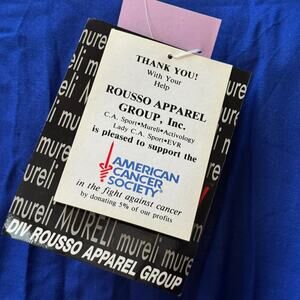 THANK YOU!
With Your
Help
ROUSSO APPAREL
GROUP, Inc.
C.A. Sport•Mureli•Activology
Lady C.A. Sport•EVR
is pleased to support the
AMERICAN
CANCER
SOCIETY
in the fight against cancer
by donating 5% of our profits
mureli
mureli
mureli
mureli
mureli MURELI mureli
mureli
DIV. ROUSSO APPAREL GROUP